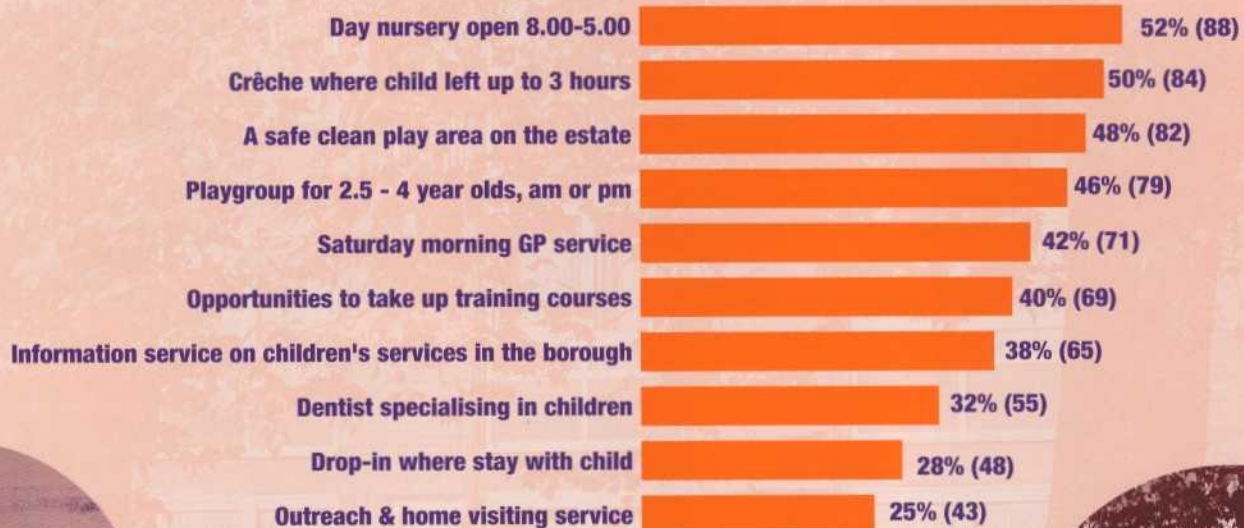 Day nursery open 8.00-5.00 52% (88)
Crêche where child left up to 3 hours 50% (84)
A safe clean play area on the estate 48% (82)
Playgroup for 2.5 - 4 year olds, am or pm 46% (79)
Saturday morning GP service 42% (71)
Opportunities to take up training courses 40% (69)
Information service on children's services in the borough 38% (65)
Dentist specialising in children 32% (55)
Drop-in where stay with child 28% (48)
Outreach & home visiting service 25% (43)